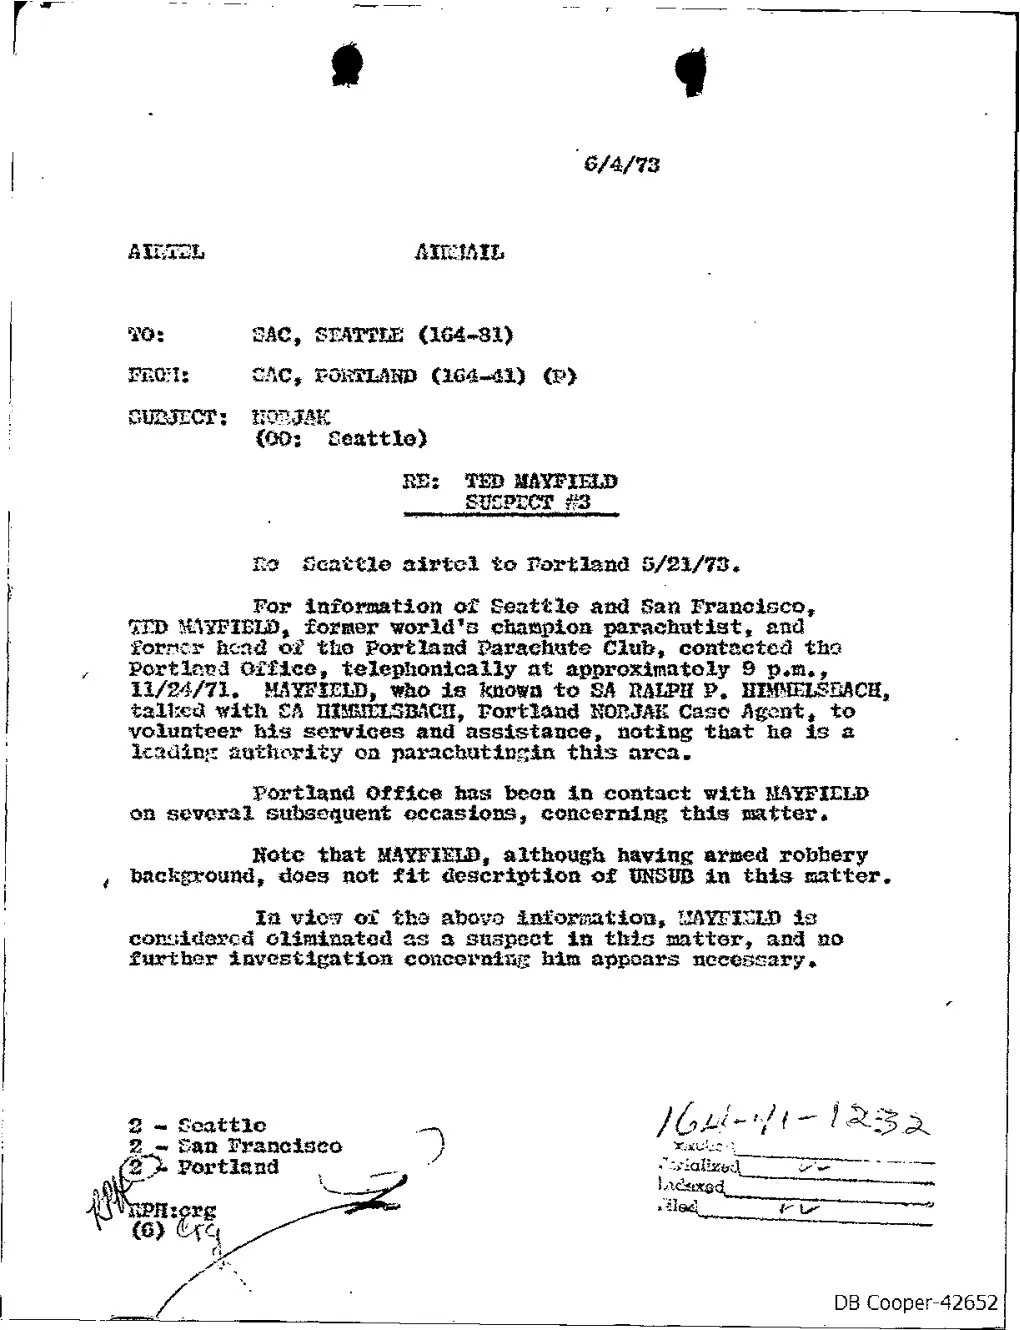 6/4/73
AIRTEL AIRMAIL
TO: SAC, SEATTLE (164-81)
FROM: SAC, PORTLAND (164-41) (P)
SUBJECT: NORJAK
(OO: Seattle)
RE: TED MAYFIELD
SUSPECT #3
Re Seattle airtel to Portland 5/21/73.
For information of Seattle and San Francisco,
TED MAYFIELD, former world's champion parachutist, and
former head of the Portland Parachute Club, contacted the
Portland Office, telephonically at approximately 9 p.m.,
11/24/71. MAYFIELD, who is known to SA RALPH P. HIMMELSBACH,
talked with SA HIMMELSBACH, Portland NORJAK Case Agent, to
volunteer his services and assistance, noting that he is a
leading authority on parachutingin this area.
Portland Office has been in contact with MAYFIELD
on several subsequent occasions, concerning this matter.
Note that MAYFIELD, although having armed robbery
background, does not fit description of UNSUB in this matter.
In view of the above information, MAYFIELD is
considered eliminated as a suspect in this matter, and no
further investigation concerning him appears necessary.
2 - Seattle
2 - San Francisco
2 - Portland
RPH
RPH:crg
(6) crg
164-41-1232
Serialized
Indexed
Filed
DB Cooper-42652